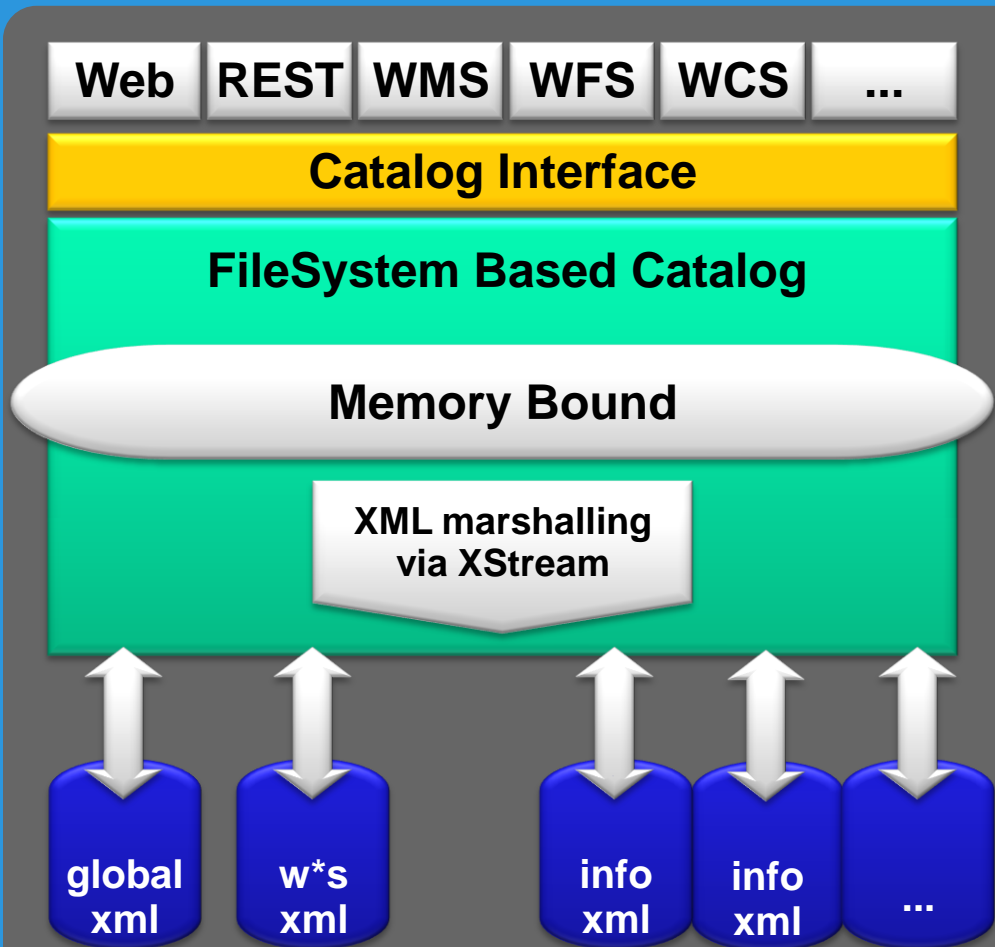 Web REST WMS WFS WCS ...
Catalog Interface
FileSystem Based Catalog
Memory Bound
XML marshalling
via XStream
global
xml
w*s
xml
info
xml
info
xml
...